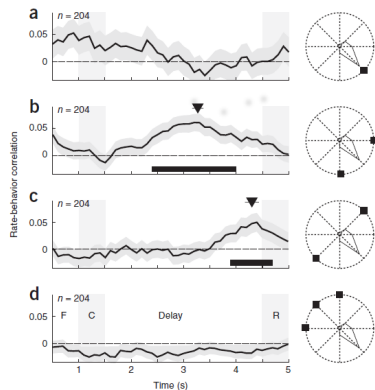 a
n = 204
0.05
0
b
n = 204
0.05
0
c
n = 204
0.05
0
d
n = 204
F
C
Delay
R
0.05
0
1
2
3
4
5
Time (s)
Rate-behavior correlation